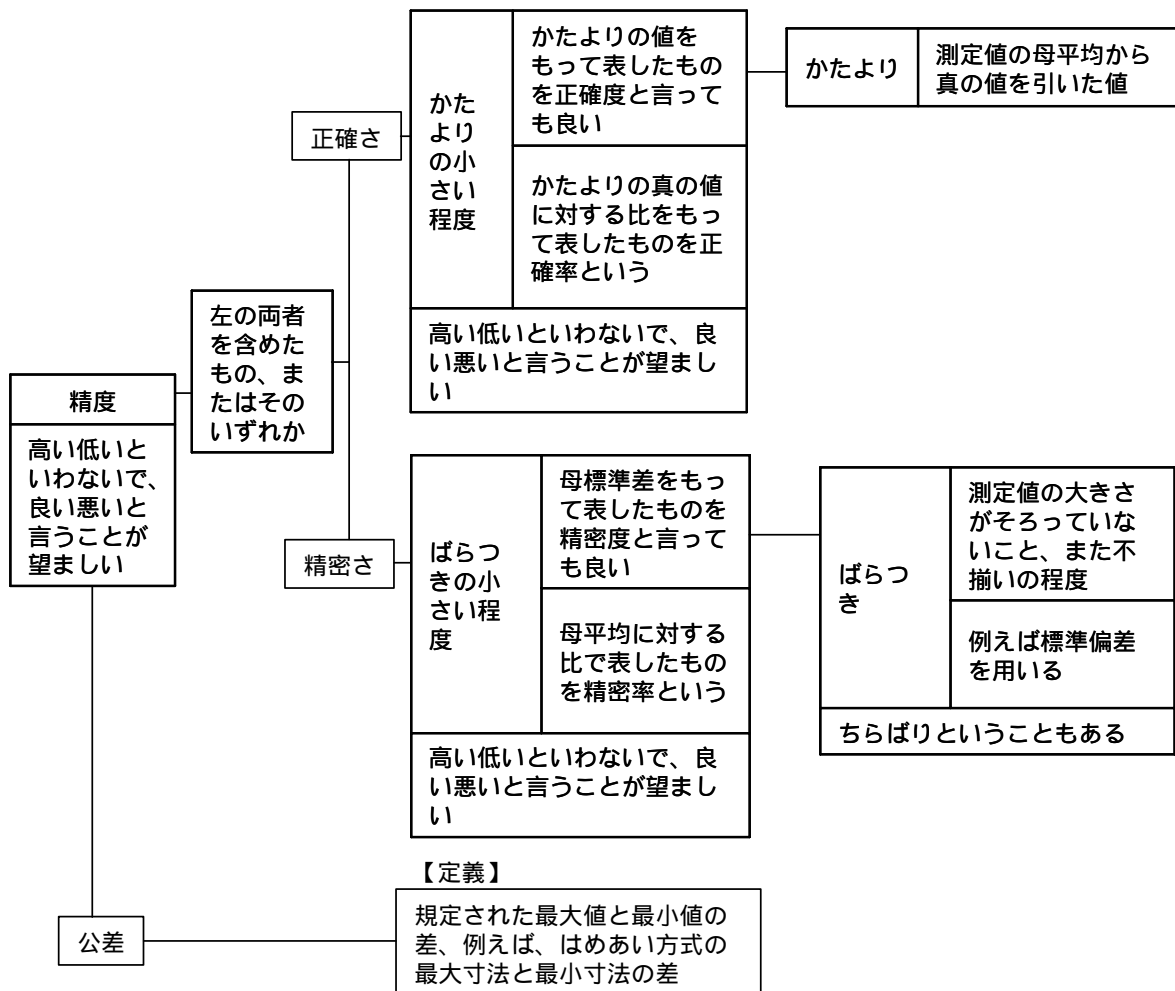 精度
高い低いと
いわないで、
良い悪いと
言うことが
望ましい
左の両者
を含めた
もの、ま
たはその
いずれか
正確さ
かた
より
の小
さい
程度
かたよりの値を
もって表したもの
を正確度と言って
も良い
かたよりの真の値
に対する比をもっ
て表したものを正
確率という
高い低いといわないで、良
い悪いと言うことが望まし
い
かたより
測定値の母平均から
真の値を引いた値
精密さ
ばらつ
きの小
さい程
度
母標準差をもっ
て表したものを
精密度と言って
も良い
母平均に対する
比で表したもの
を精密率という
高い低いといわないで、良
い悪いと言うことが望まし
い
ばらつ
き
測定値の大きさ
がそろっていな
いこと、また不
揃いの程度
例えば標準偏差
を用いる
ちらばりということもある
公差
【定義】
規定された最大値と最小値の
差、例えば、はめあい方式の
最大寸法と最小寸法の差